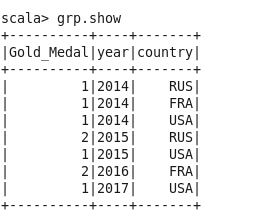 scala> grp.show
+----------+----+-------+
|Gold_Medal|year|country|
+----------+----+-------+
|         1|2014|    RUS|
|         1|2014|    FRA|
|         1|2014|    USA|
|         2|2015|    RUS|
|         1|2015|    USA|
|         2|2016|    FRA|
|         1|2017|    USA|
+----------+----+-------+